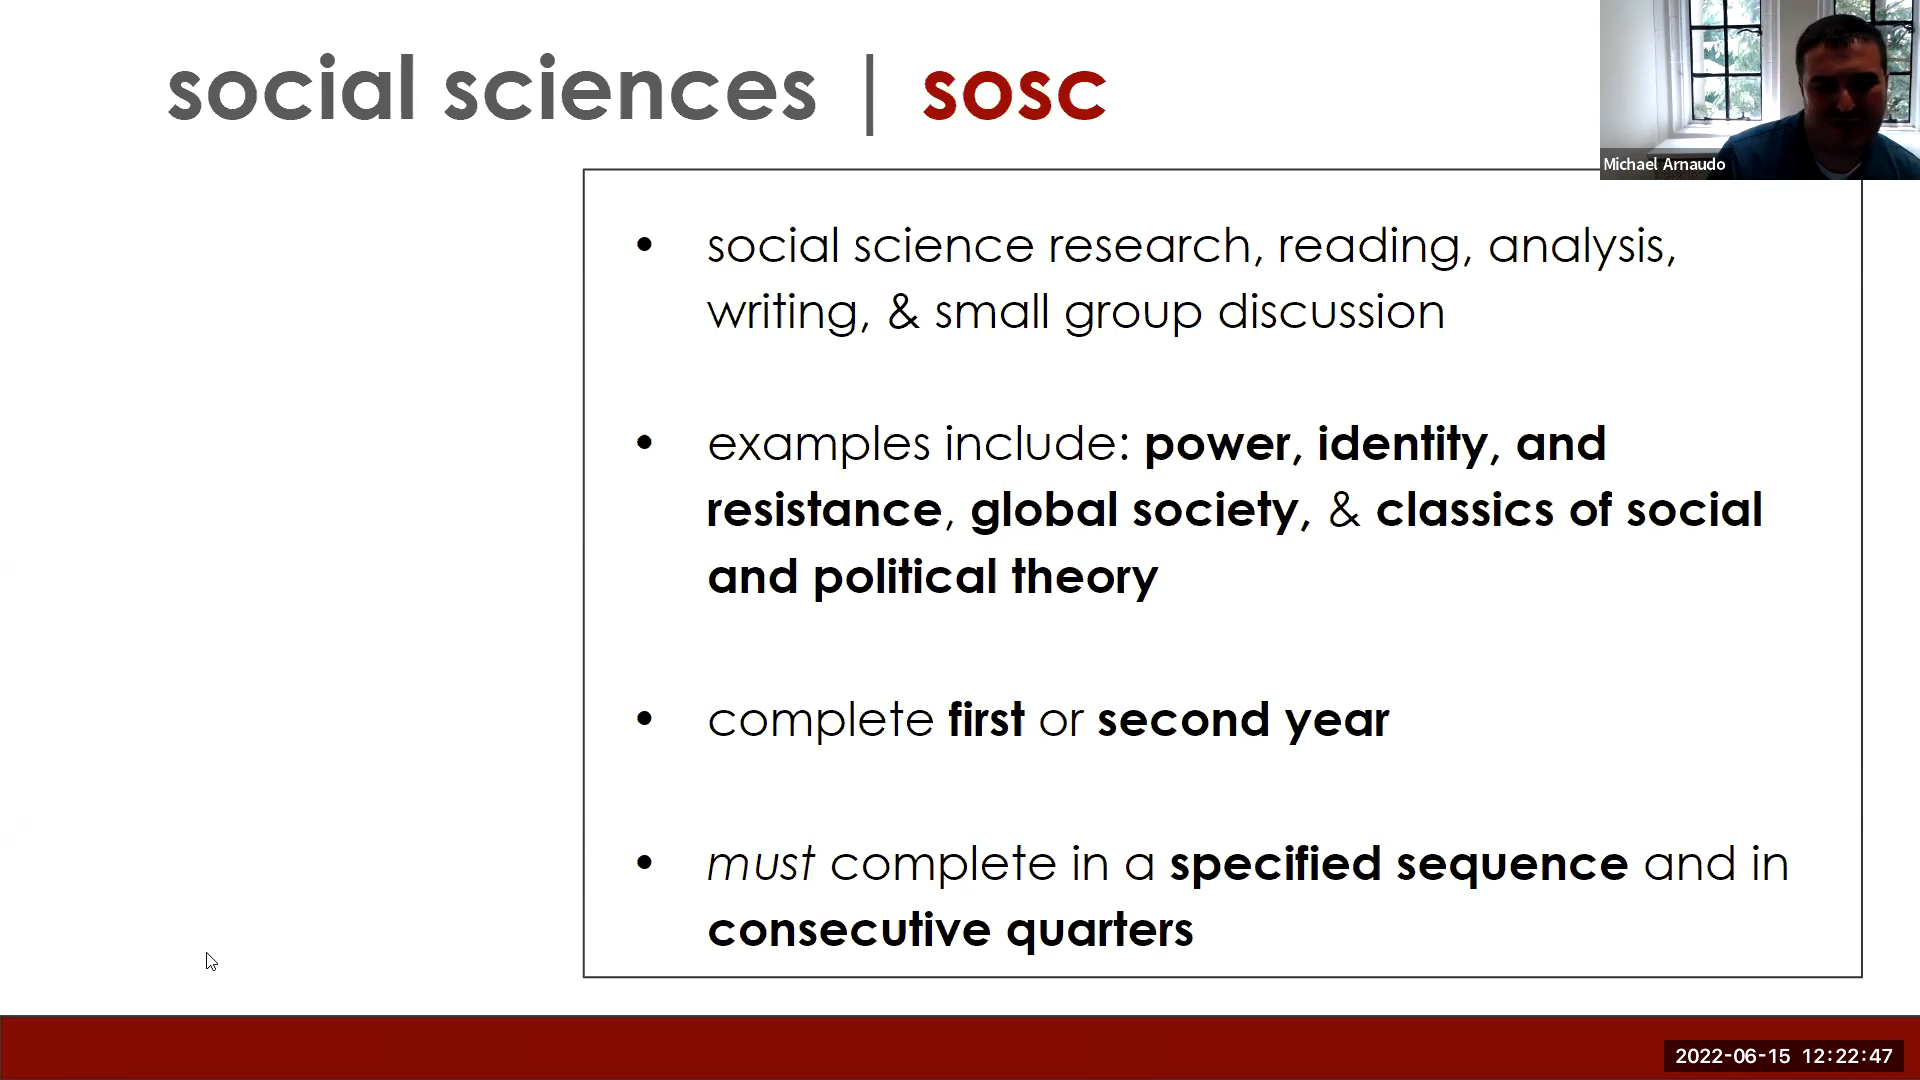 social sciences | sosc
Michael Arnaudo
• social science research, reading, analysis,
writing, & small group discussion
• examples include: power, identity, and
resistance, global society, & classics of social
and political theory
• complete first or second year
• must complete in a specified sequence and in
consecutive quarters
2022-06-15 12:22:47